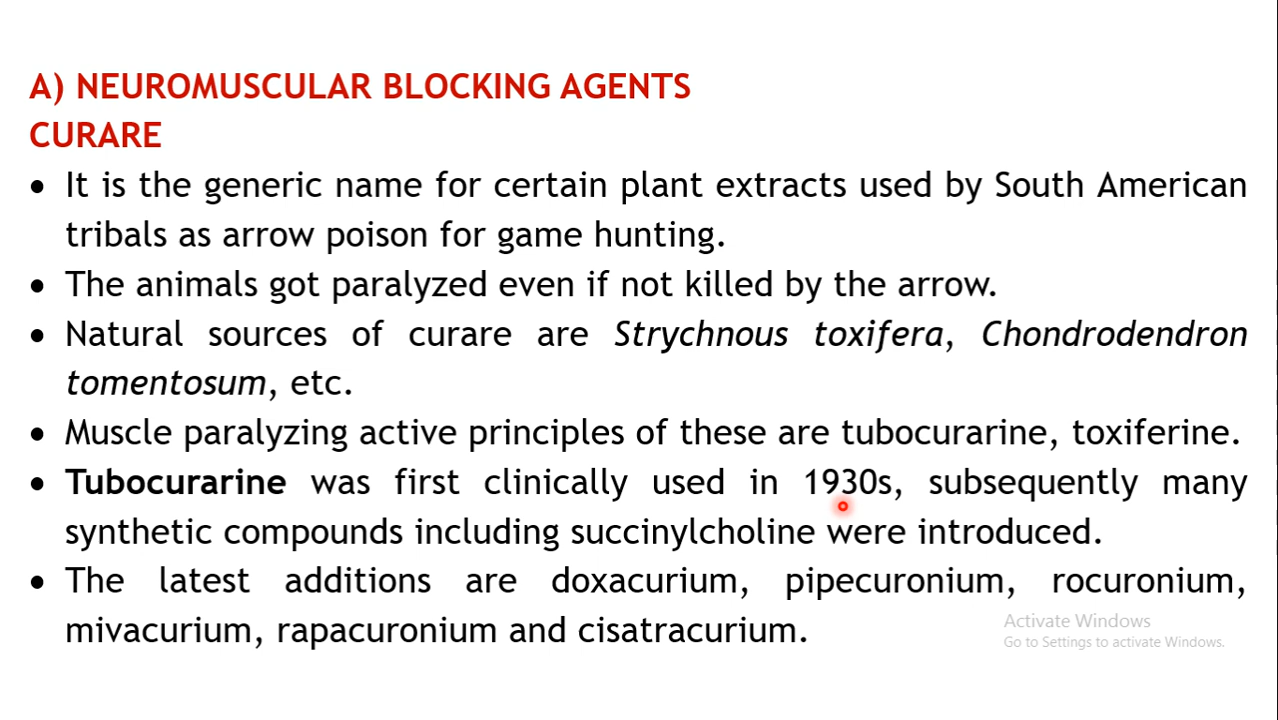 A) NEUROMUSCULAR BLOCKING AGENTS
CURARE
• It is the generic name for certain plant extracts used by South American
tribals as arrow poison for game hunting.
• The animals got paralyzed even if not killed by the arrow.
• Natural sources of curare are Strychnous toxifera, Chondrodendron
tomentosum, etc.
• Muscle paralyzing active principles of these are tubocurarine, toxiferine.
• Tubocurarine was first clinically used in 1930s, subsequently many
synthetic compounds including succinylcholine were introduced.
• The latest additions are doxacurium, pipecuronium, rocuronium,
mivacurium, rapacuronium and cisatracurium.
Activate Windows
Go to Settings to activate Windows.